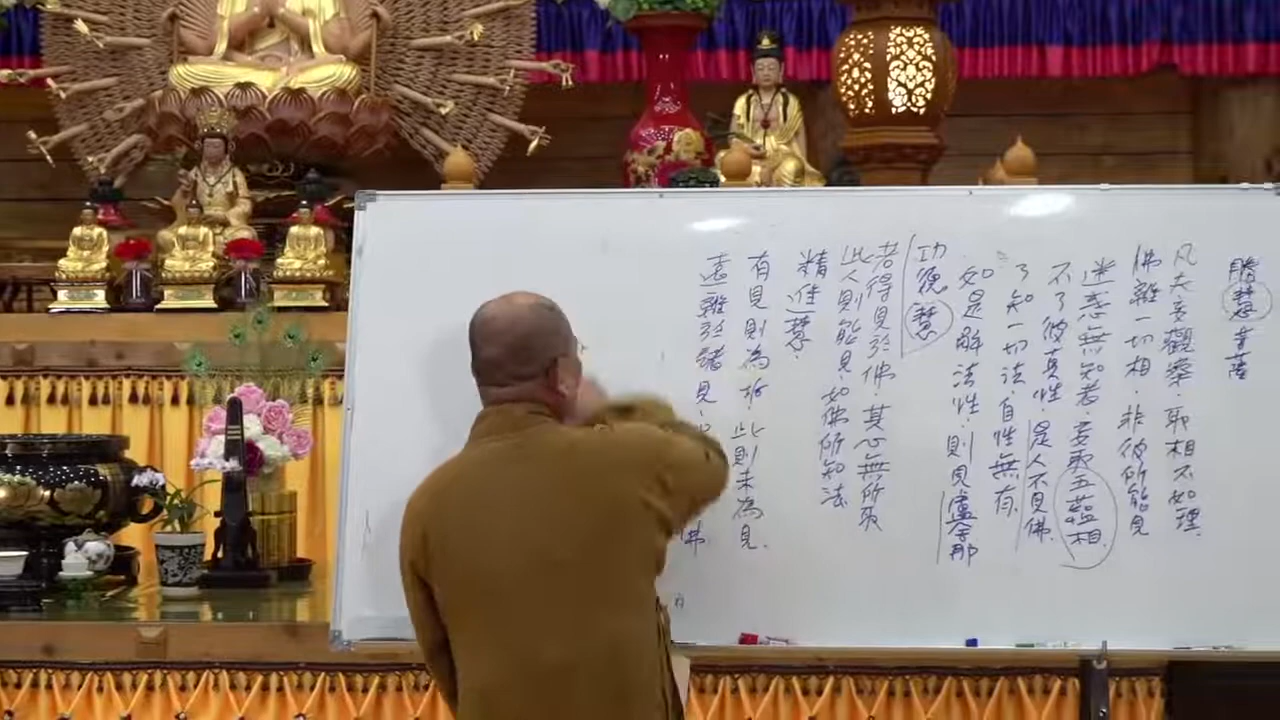 勝慧菩薩
凡夫妄觀察．取相不如理．
佛離一切相．非彼所能見
迷惑無知者．妄取五蘊相．
不了彼真性．是人不見佛．
了知一切法．自性無有．
如是解法性．則見盧舍那
功德慧
若得見於佛．其心無所取
此人則能見．如佛所知法
精進慧．
有見則為垢．此則未為見．
遠離於諸見．佛